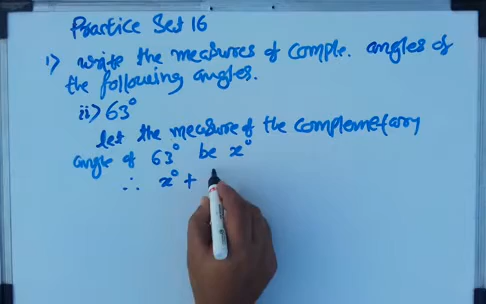 Practice Set 16
1) write the measures of comple. angles of
the following angles.
ii) 63°
let the measure of the complemetary
angle of 63° be x°
∴ x° +